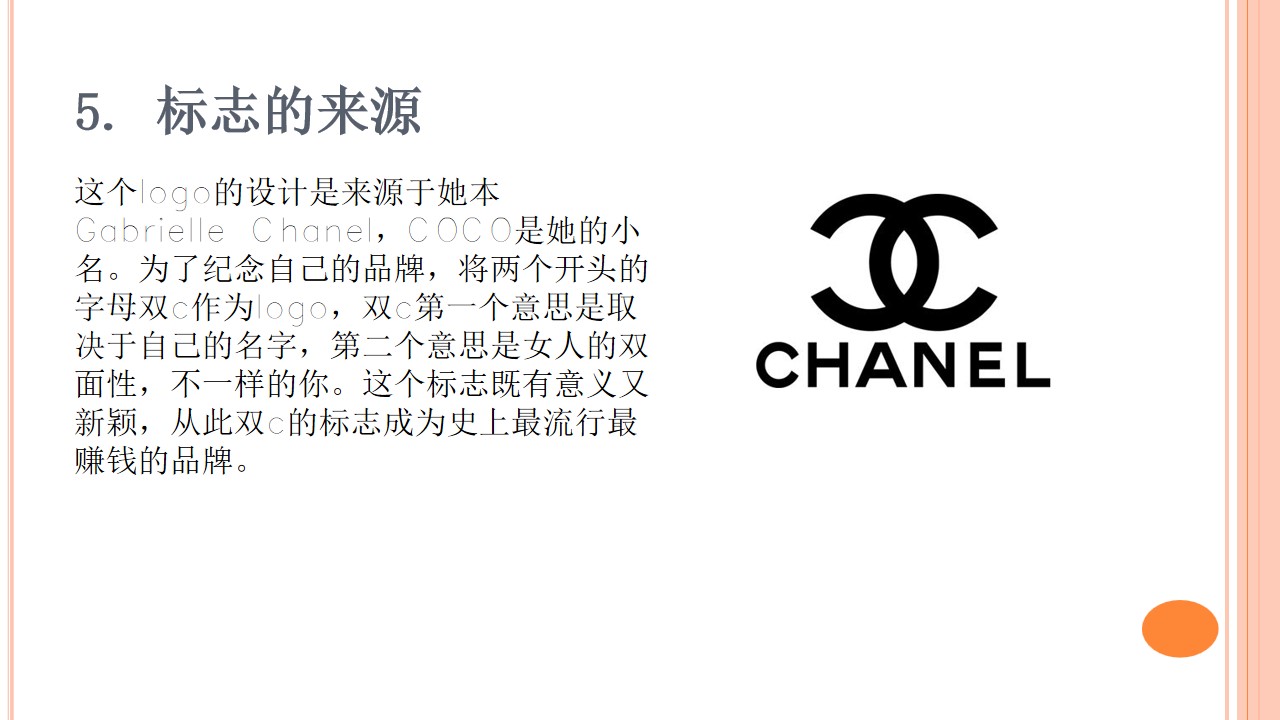 5. 标志的来源
这个logo的设计是来源于她本
Gabrielle Chanel，COCO是她的小
名。为了纪念自己的品牌，将两个开头的
字母双c作为logo，双c第一个意思是取
决于自己的名字，第二个意思是女人的双
面性，不一样的你。这个标志既有意义又
新颖，从此双c的标志成为史上最流行最
赚钱的品牌。
CHANEL